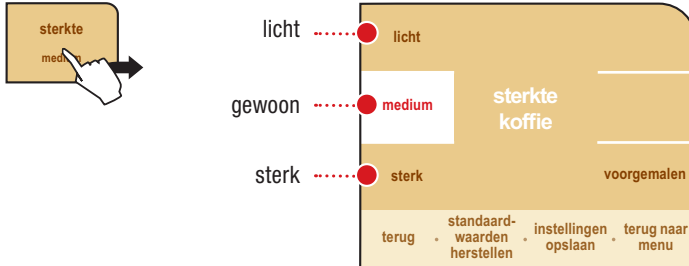 sterkte
medium
licht
gewoon
sterk
licht
medium
sterk
sterkte
koffie
voorgemalen
terug
standaard-
waarden
herstellen
instellingen
opslaan
terug naar
menu